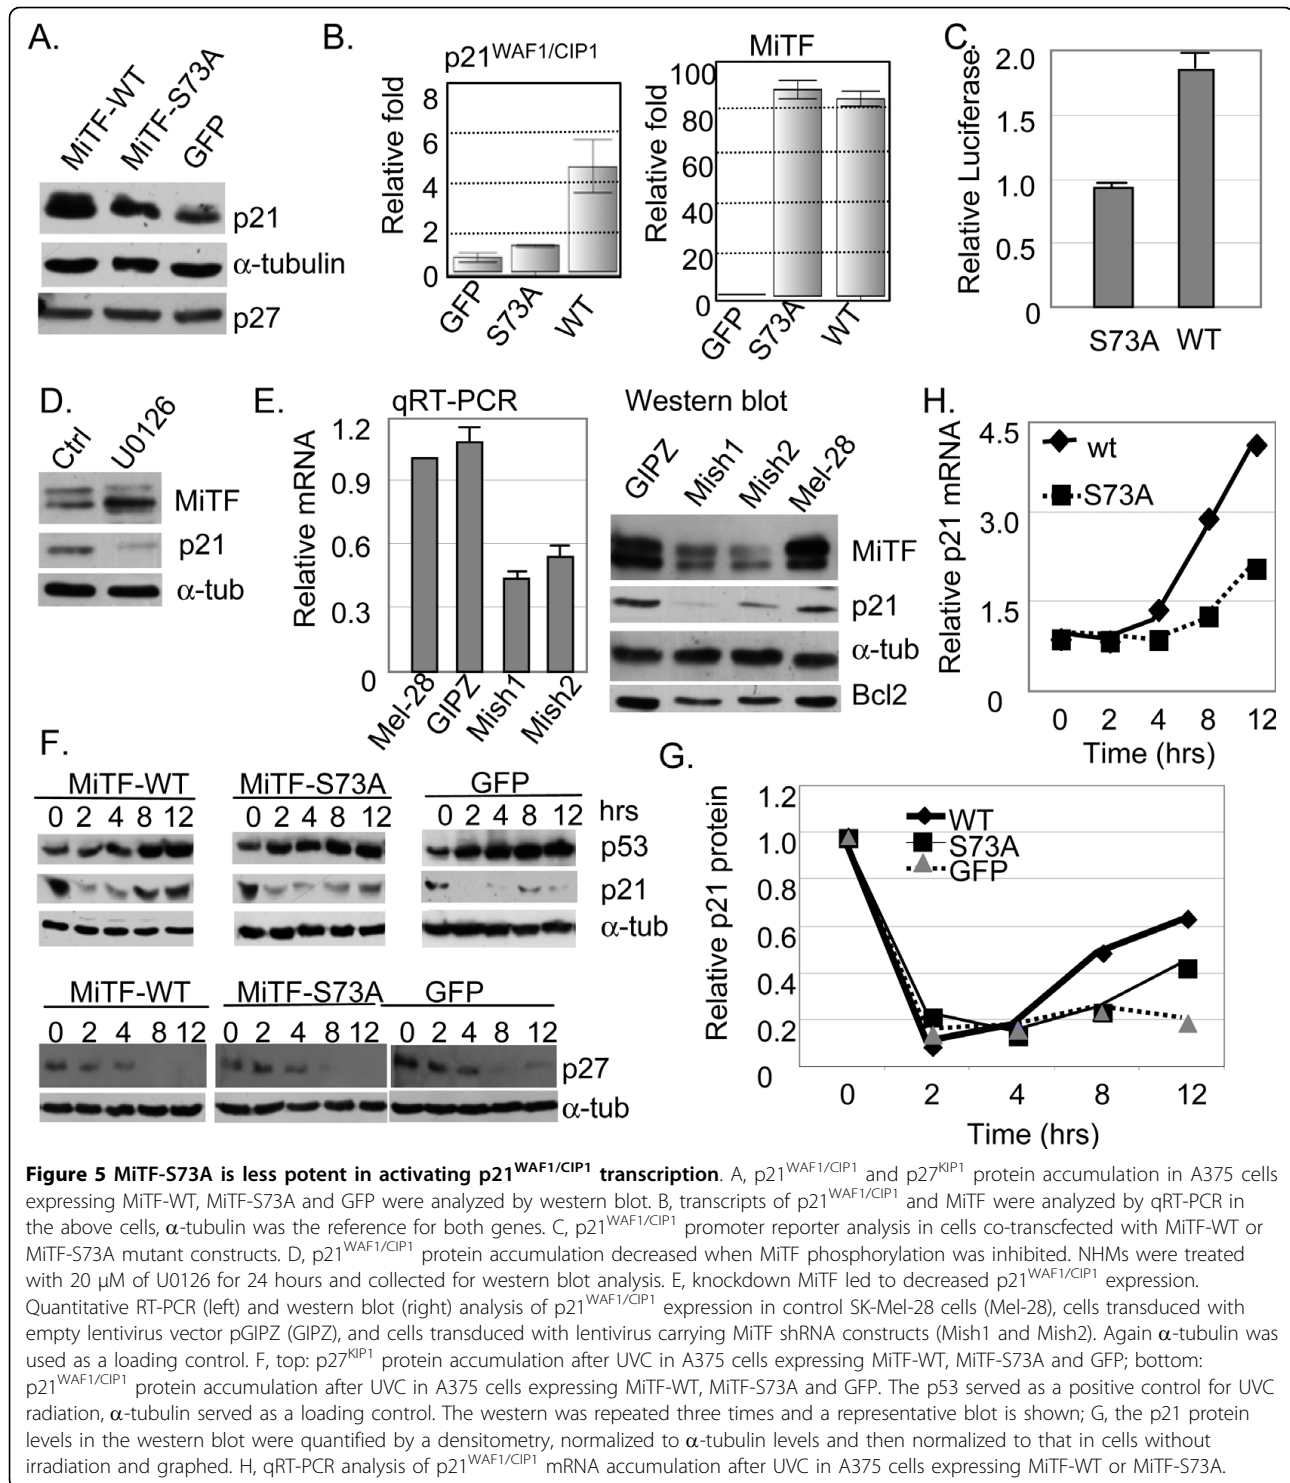 A.
MiTF-WT
MiTF-S73A
GFP
p21
α-tubulin
p27
B.
p21WAF1/CIP1
Relative fold
8
6
4
2
0
GFP
S73A
WT
MiTF
Relative fold
100
80
60
40
20
0
GFP
S73A
WT
C.
Relative Luciferase
2.0
1.5
1.0
0.5
0
S73A WT
D.
Ctrl
U0126
MiTF
p21
α-tub
E.
qRT-PCR
Relative mRNA
1.2
0.9
0.6
0.3
0
Mel-28
GIPZ
Mish1
Mish2
Western blot
GIPZ
Mish1
Mish2
Mel-28
MiTF
p21
α-tub
Bcl2
H.
Relative p21 mRNA
4.5
3.0
1.5
0
wt
S73A
0 2 4 8 12
Time (hrs)
F.
MiTF-WT MiTF-S73A GFP
0 2 4 8 12 0 2 4 8 12 0 2 4 8 12 hrs
p53
p21
α-tub
MiTF-WT MiTF-S73A GFP
0 2 4 8 12 0 2 4 8 12 0 2 4 8 12
p27
α-tub
G.
Relative p21 protein
1.2
1.0
0.8
0.6
0.4
0.2
0
WT
S73A
GFP
0 2 4 8 12
Time (hrs)
Figure 5 MiTF-S73A is less potent in activating p21WAF1/CIP1 transcription. A, p21WAF1/CIP1 and p27KIP1 protein accumulation in A375 cells
expressing MiTF-WT, MiTF-S73A and GFP were analyzed by western blot. B, transcripts of p21WAF1/CIP1 and MiTF were analyzed by qRT-PCR in
the above cells, α-tubulin was the reference for both genes. C, p21WAF1/CIP1 promoter reporter analysis in cells co-transcfected with MiTF-WT or
MiTF-S73A mutant constructs. D, p21WAF1/CIP1 protein accumulation decreased when MiTF phosphorylation was inhibited. NHMs were treated
with 20 μM of U0126 for 24 hours and collected for western blot analysis. E, knockdown MiTF led to decreased p21WAF1/CIP1 expression.
Quantitative RT-PCR (left) and western blot (right) analysis of p21WAF1/CIP1 expression in control SK-Mel-28 cells (Mel-28), cells transduced with
empty lentivirus vector pGIPZ (GIPZ), and cells transduced with lentivirus carrying MiTF shRNA constructs (Mish1 and Mish2). Again α-tubulin was
used as a loading control. F, top: p27KIP1 protein accumulation after UVC in A375 cells expressing MiTF-WT, MiTF-S73A and GFP; bottom:
p21WAF1/CIP1 protein accumulation after UVC in A375 cells expressing MiTF-WT, MiTF-S73A and GFP. The p53 served as a positive control for UVC
radiation, α-tubulin served as a loading control. The western was repeated three times and a representative blot is shown; G, the p21 protein
levels in the western blot were quantified by a densitometry, normalized to α-tubulin levels and then normalized to that in cells without
irradiation and graphed. H, qRT-PCR analysis of p21WAF1/CIP1 mRNA accumulation after UVC in A375 cells expressing MiTF-WT or MiTF-S73A.